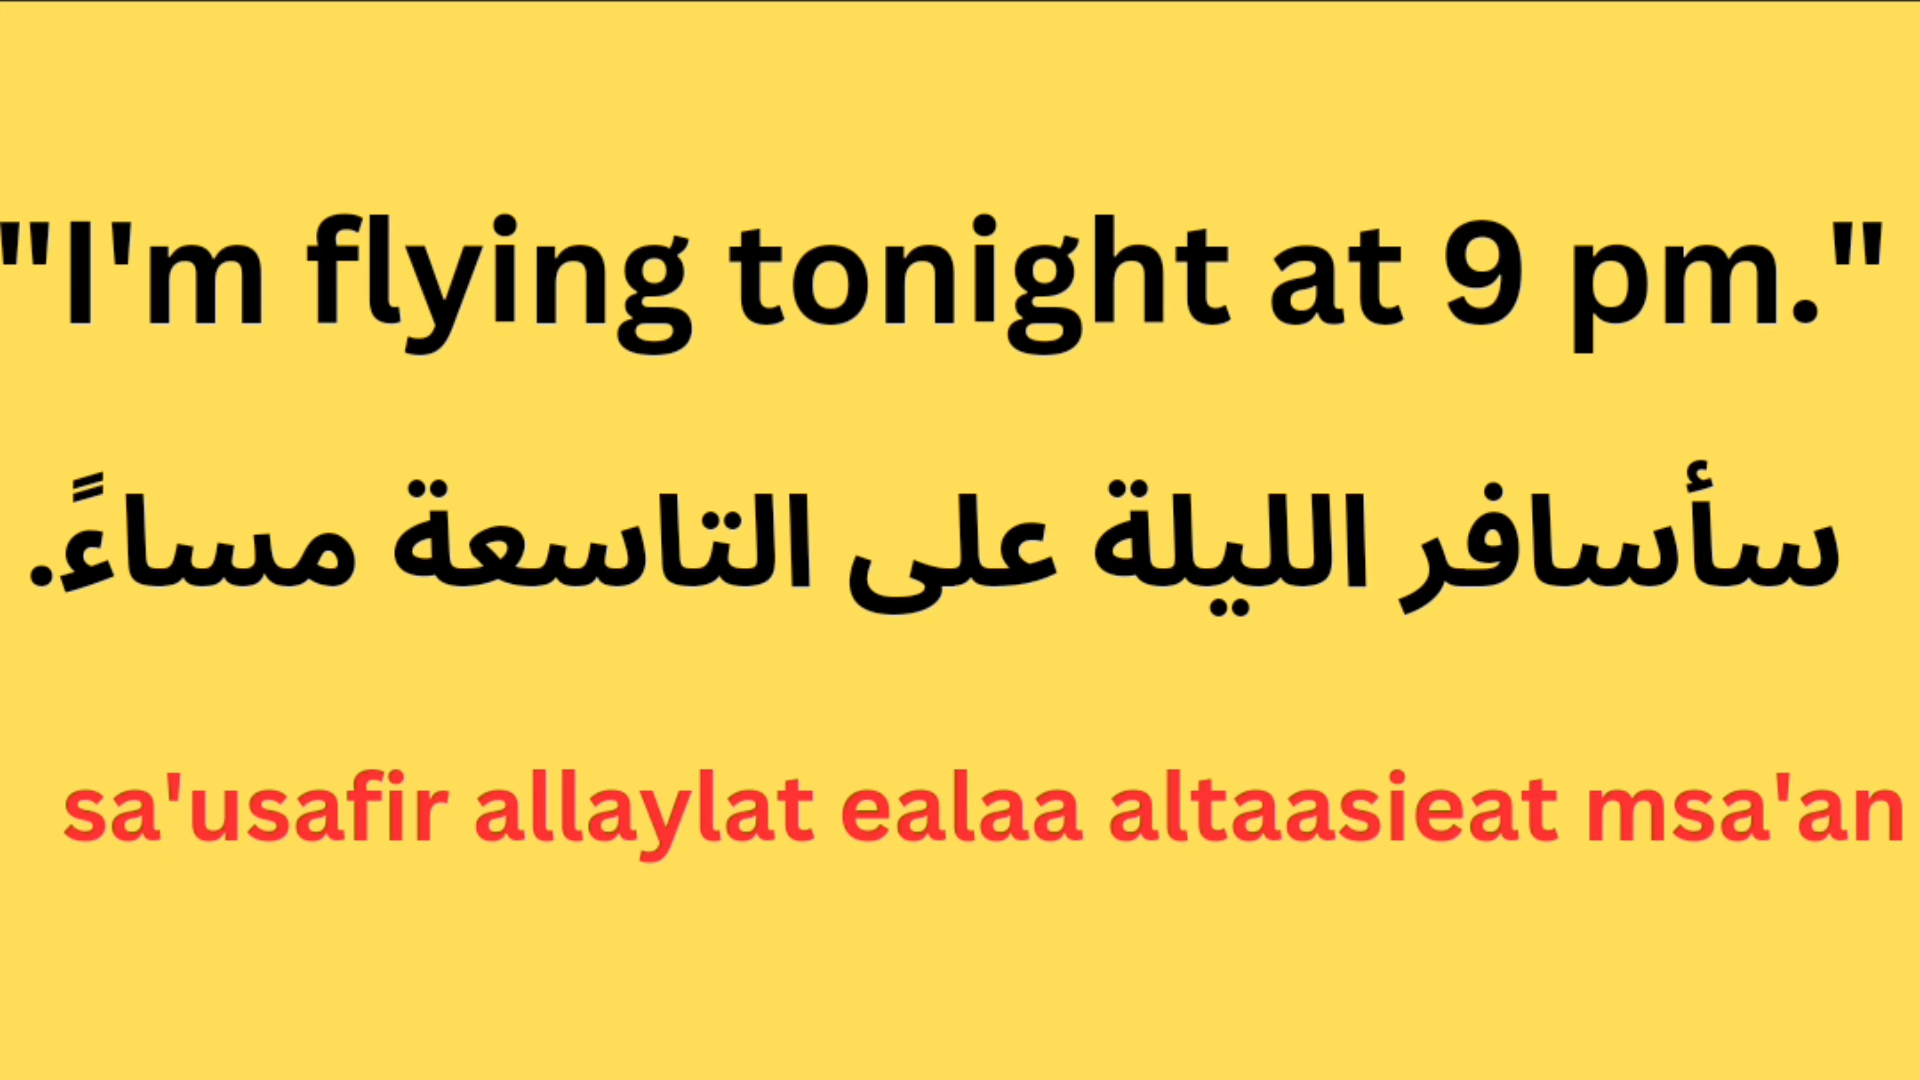 "I'm flying tonight at 9 pm."
سأسافر الليلة على التاسعة مساءً.
sa'usafir allaylat ealaa altaasieat msa'an